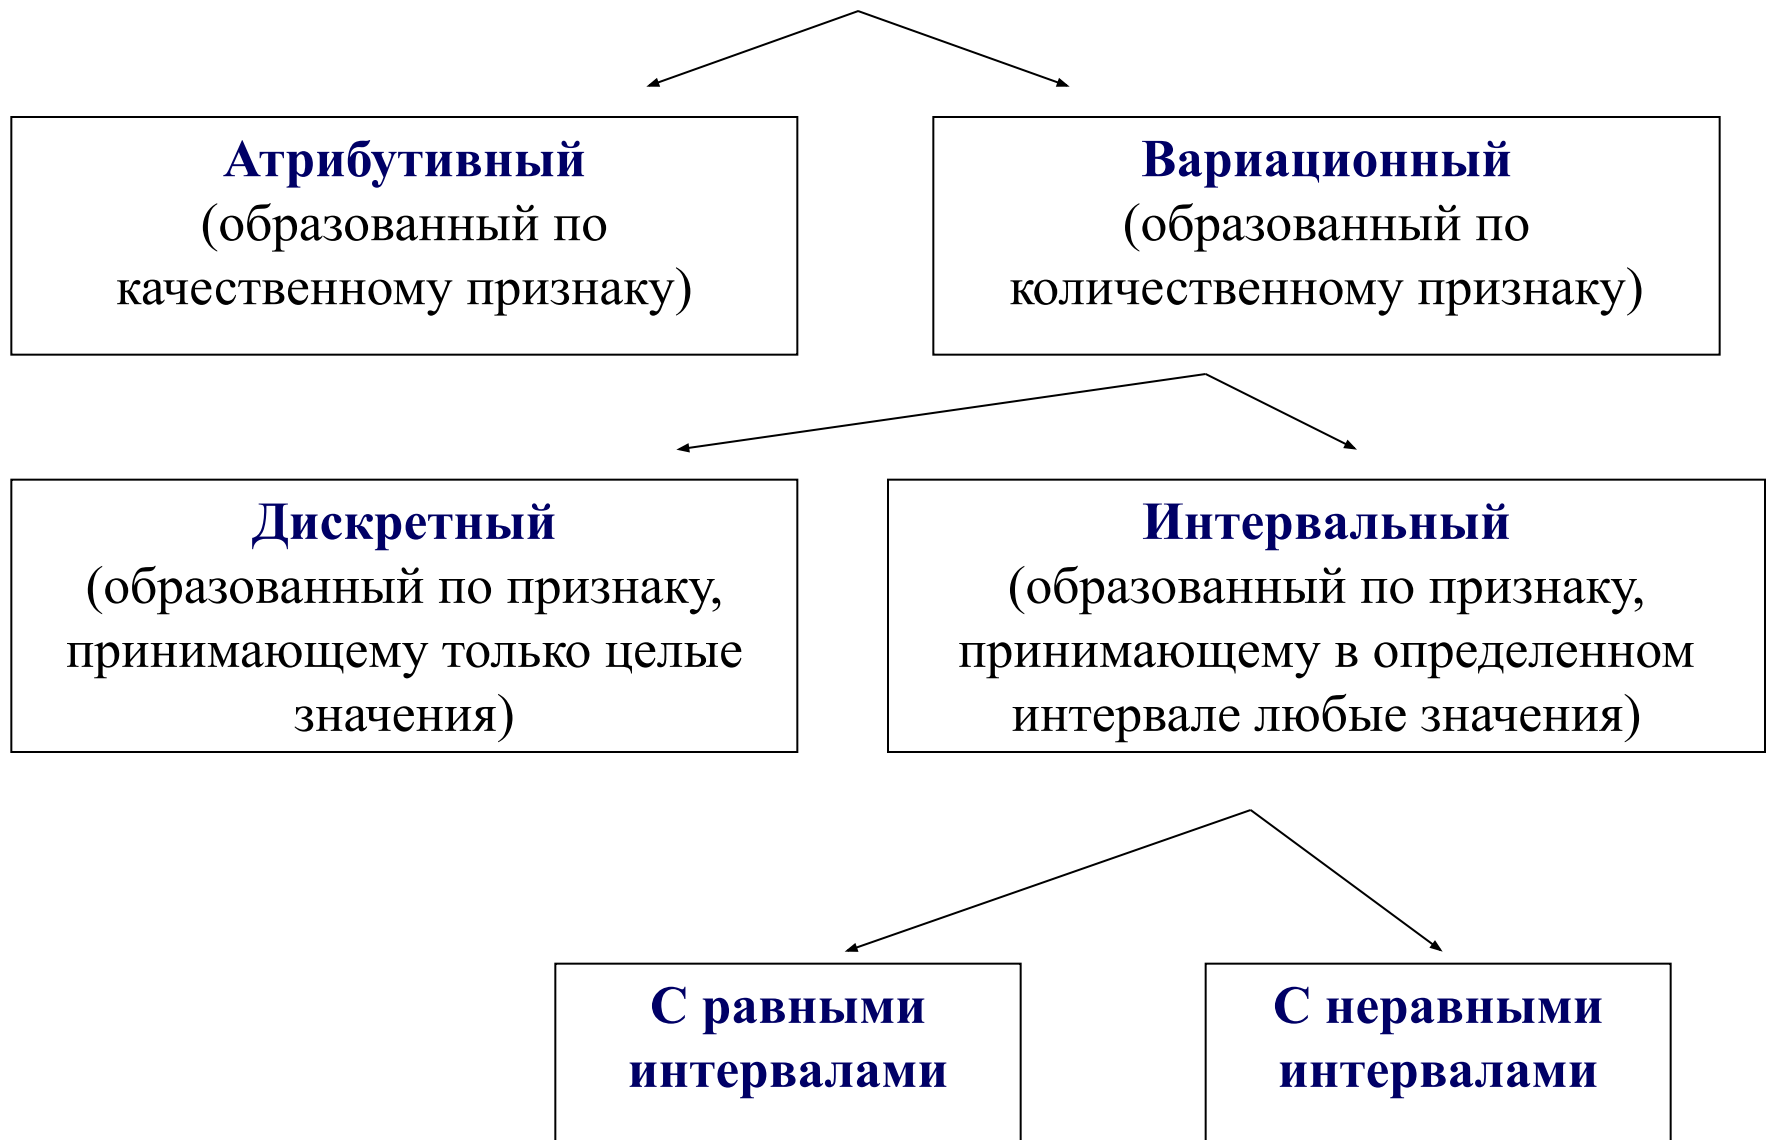 Атрибутивный
(образованный по
качественному признаку)
Вариационный
(образованный по
количественному признаку)
Дискретный
(образованный по признаку,
принимающему только целые
значения)
Интервальный
(образованный по признаку,
принимающему в определенном
интервале любые значения)
С равными
интервалами
С неравными
интервалами